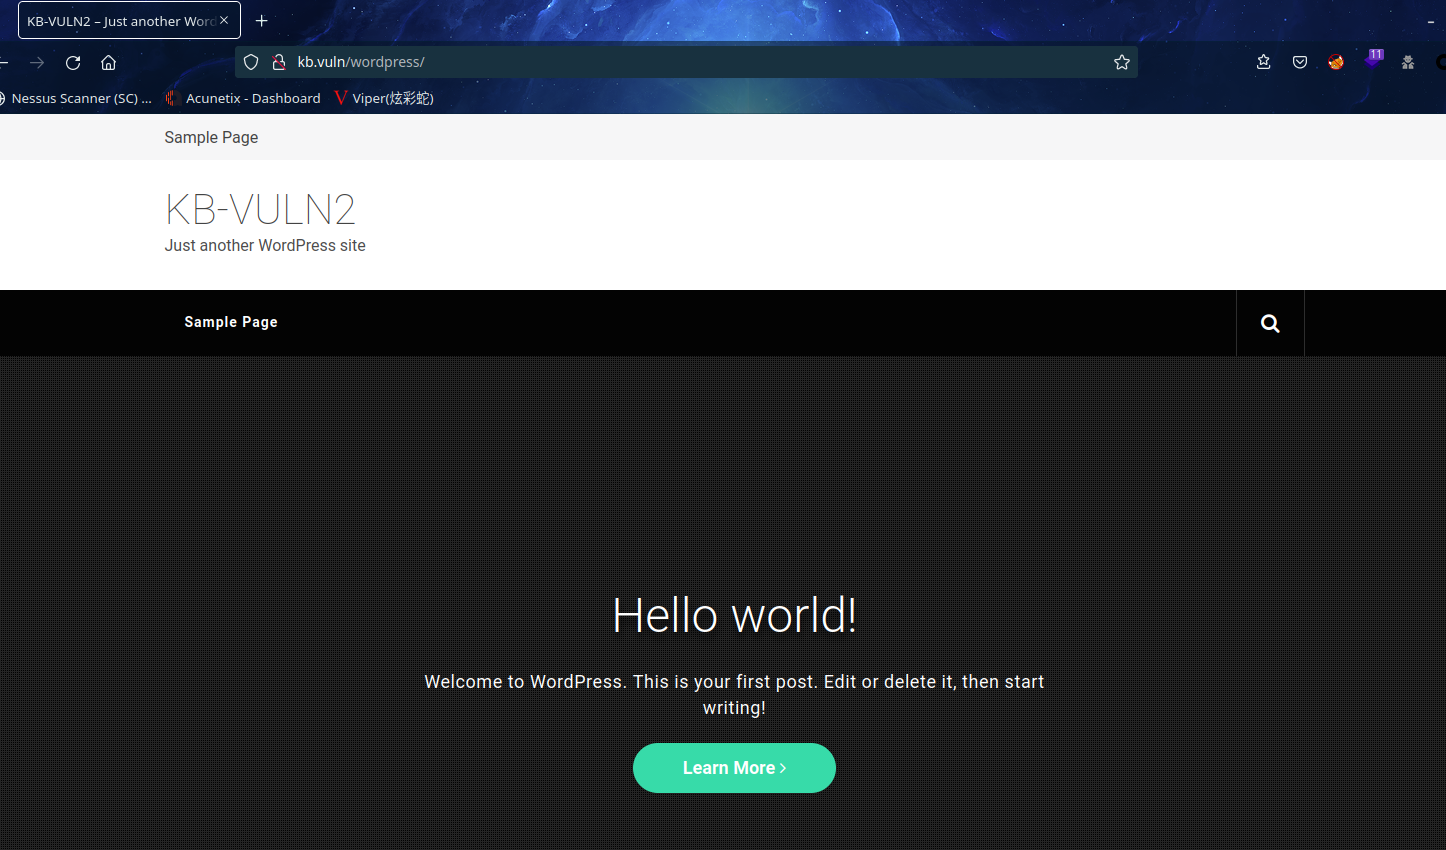 KB-VULN2 – Just another Word
kb.vuln/wordpress/
11
Nessus Scanner (SC) ... Acunetix - Dashboard Viper(炫彩蛇)
Sample Page
KB-VULN2
Just another WordPress site
Sample Page
Hello world!
Welcome to WordPress. This is your first post. Edit or delete it, then start
writing!
Learn More